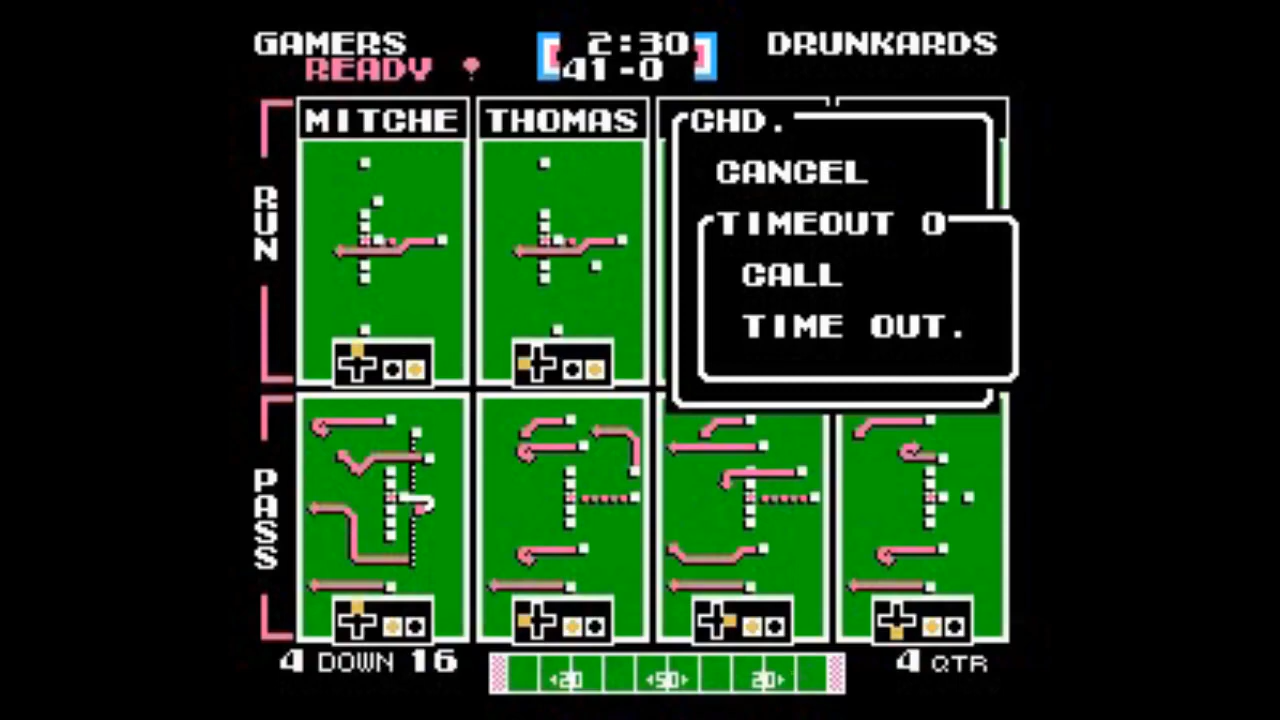 GAMERS 2:30 DRUNKARDS
READY 41-0
MITCHE THOMAS CHD.
CANCEL
TIMEOUT 0
CALL
TIME OUT.
RUN
PASS
4 DOWN 16 20 50 20 4 QTR